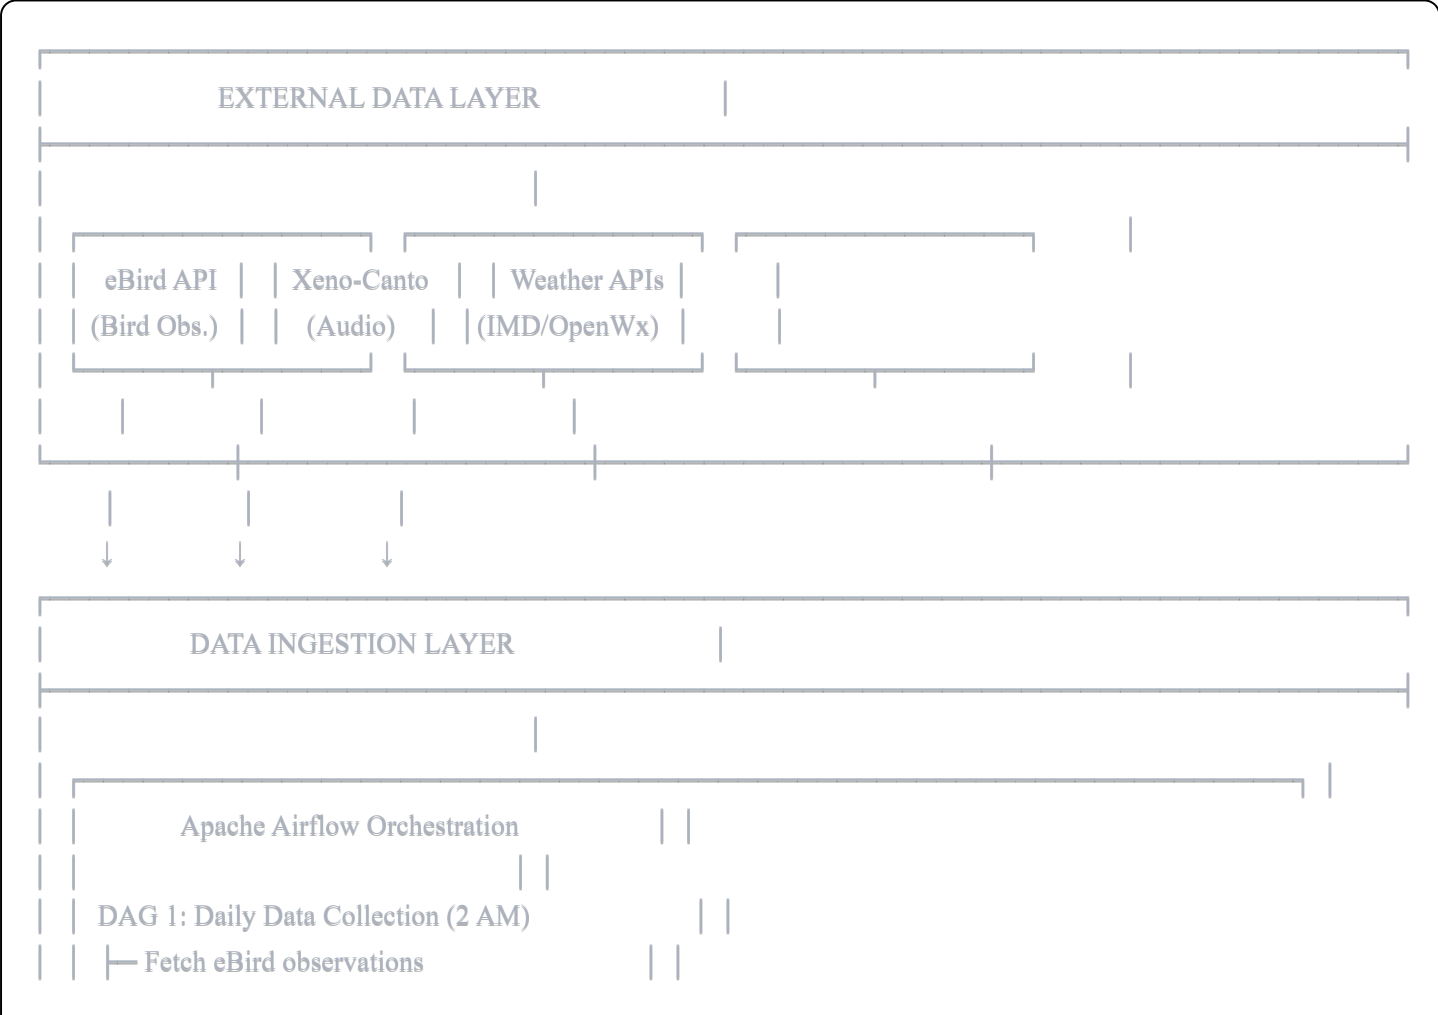 EXTERNAL DATA LAYER
eBird API Xeno-Canto Weather APIs
(Bird Obs.) (Audio) (IMD/OpenWx)
↓ ↓ ↓
DATA INGESTION LAYER
Apache Airflow Orchestration
DAG 1: Daily Data Collection (2 AM)
├─ Fetch eBird observations